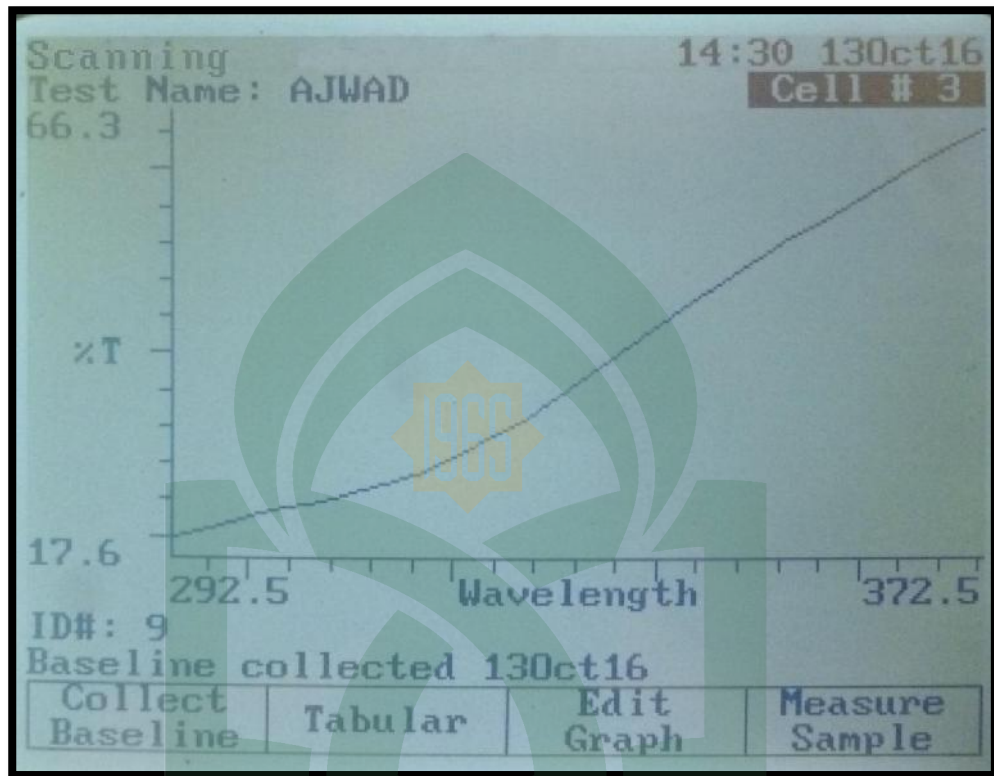 Scanning 14:30 13Oct16
Test Name: AJWAD Cell # 3
66.3
%T
1965
17.6
292.5 Wavelength 372.5
ID#: 9
Baseline collected 13Oct16
Collect Baseline
Tabular
Edit Graph
Measure Sample